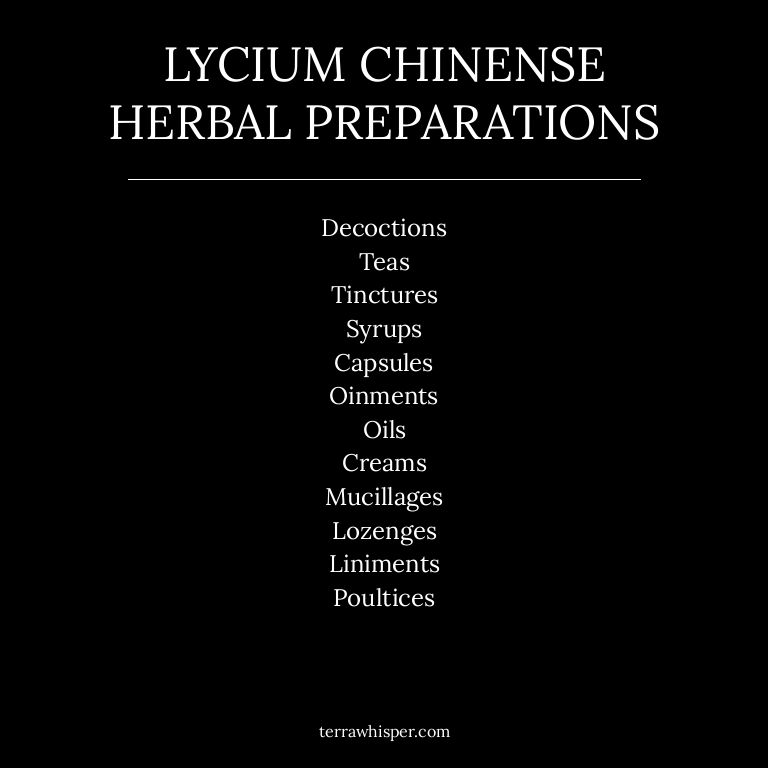 LYCIUM CHINENSE
HERBAL PREPARATIONS
Decoctions
Teas
Tinctures
Syrups
Capsules
Oinments
Oils
Creams
Mucillages
Lozenges
Liniments
Poultices
terrawhisper.com